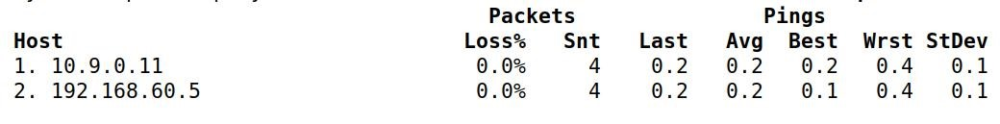 Packets Pings
Host Loss% Snt Last Avg Best Wrst StDev
1. 10.9.0.11 0.0% 4 0.2 0.2 0.2 0.4 0.1
2. 192.168.60.5 0.0% 4 0.2 0.2 0.1 0.4 0.1